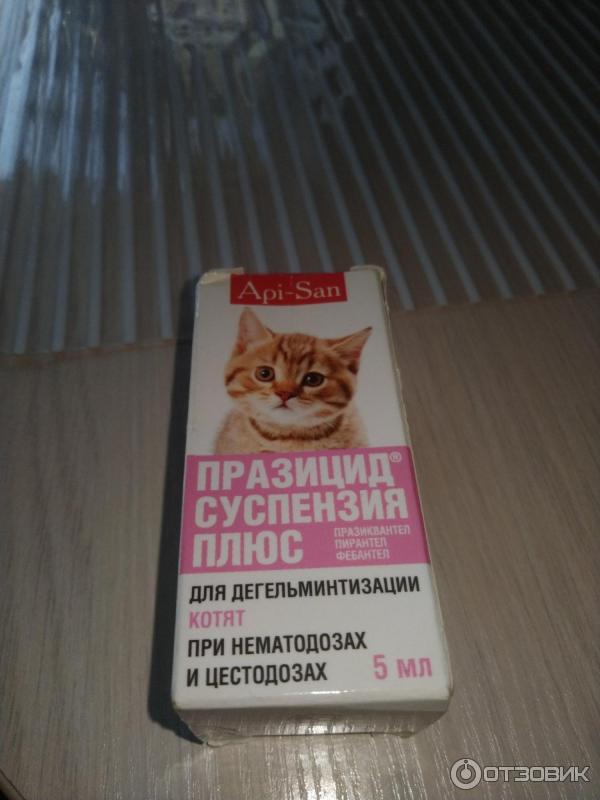 Api-San
ПРАЗИЦИД®
СУСПЕНЗИЯ
ПЛЮС
ПРАЗИКВАНТЕЛ
ПИРАНТЕЛ
ФЕБАНТЕЛ
ДЛЯ ДЕГЕЛЬМИНТИЗАЦИИ
КОТЯТ
ПРИ НЕМАТОДОЗАХ
И ЦЕСТОДОЗАХ
5 мл
ОТЗОВИК